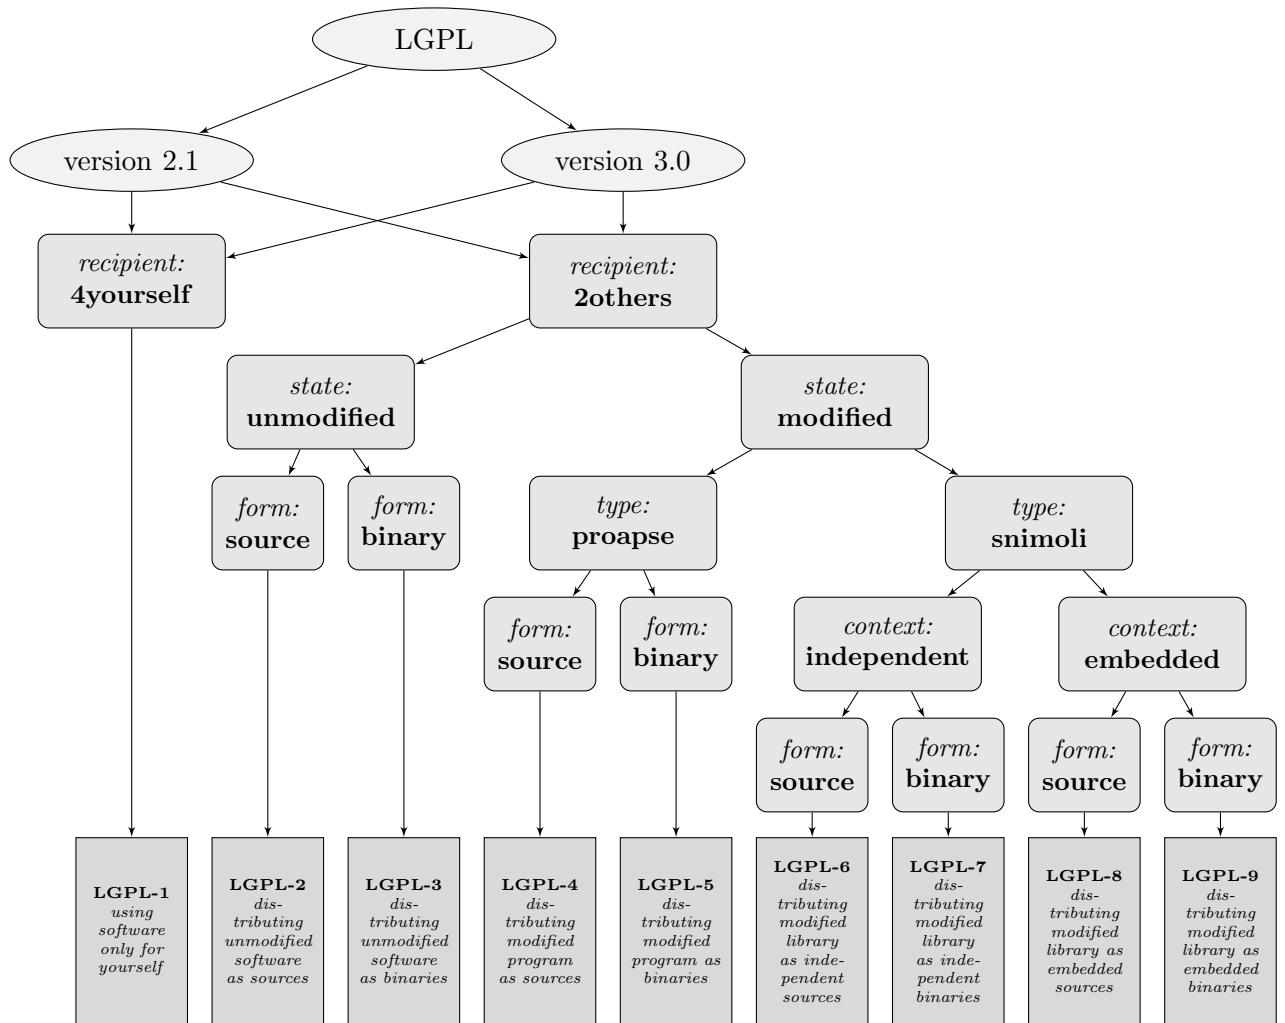 LGPL
version 2.1
version 3.0
recipient:
4yourself
recipient:
2others
state:
unmodified
state:
modified
form:
source
form:
binary
type:
proapse
type:
snimoli
form:
source
form:
binary
context:
independent
context:
embedded
form:
source
form:
binary
form:
source
form:
binary
LGPL-1
using
software
only for
yourself
LGPL-2
dis-
tributing
unmodified
software
as sources
LGPL-3
dis-
tributing
unmodified
software
as binaries
LGPL-4
dis-
tributing
modified
program
as sources
LGPL-5
dis-
tributing
modified
program as
binaries
LGPL-6
dis-
tributing
modified
library
as inde-
pendent
sources
LGPL-7
dis-
tributing
modified
library
as inde-
pendent
binaries
LGPL-8
dis-
tributing
modified
library as
embedded
sources
LGPL-9
dis-
tributing
modified
library as
embedded
binaries